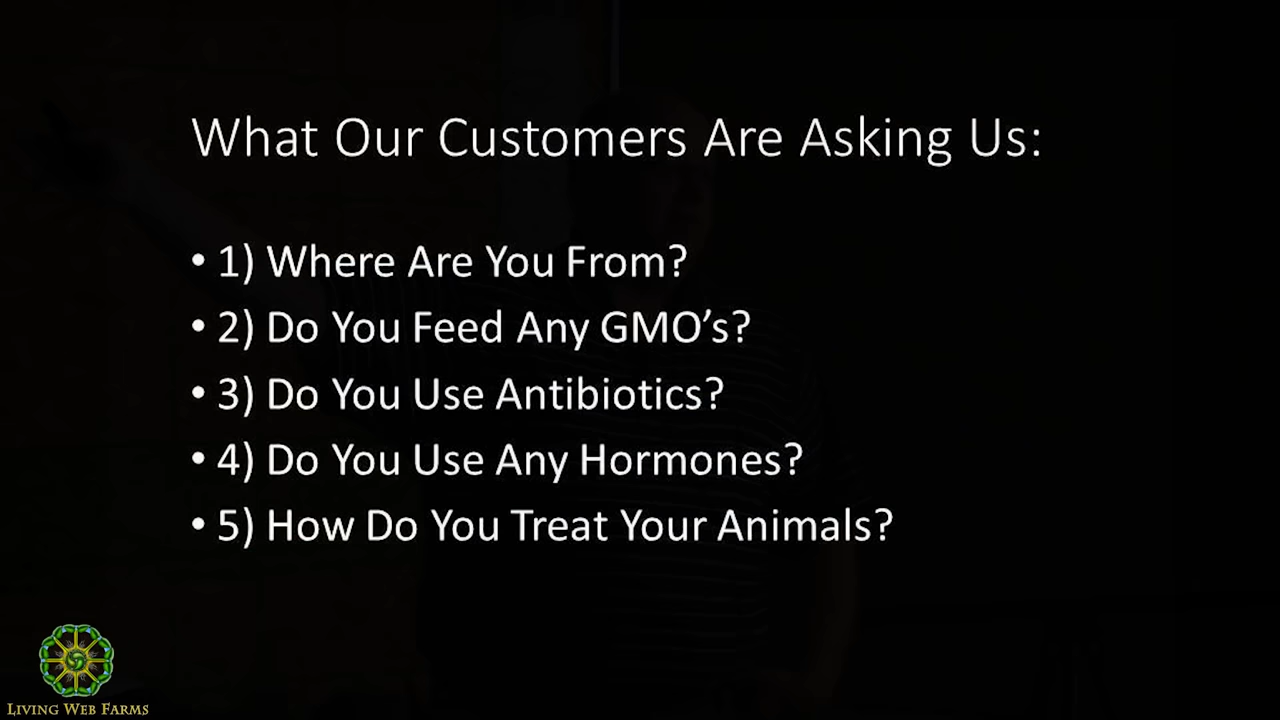 What Our Customers Are Asking Us:
• 1) Where Are You From?
• 2) Do You Feed Any GMO’s?
• 3) Do You Use Antibiotics?
• 4) Do You Use Any Hormones?
• 5) How Do You Treat Your Animals?
LIVING WEB FARMS